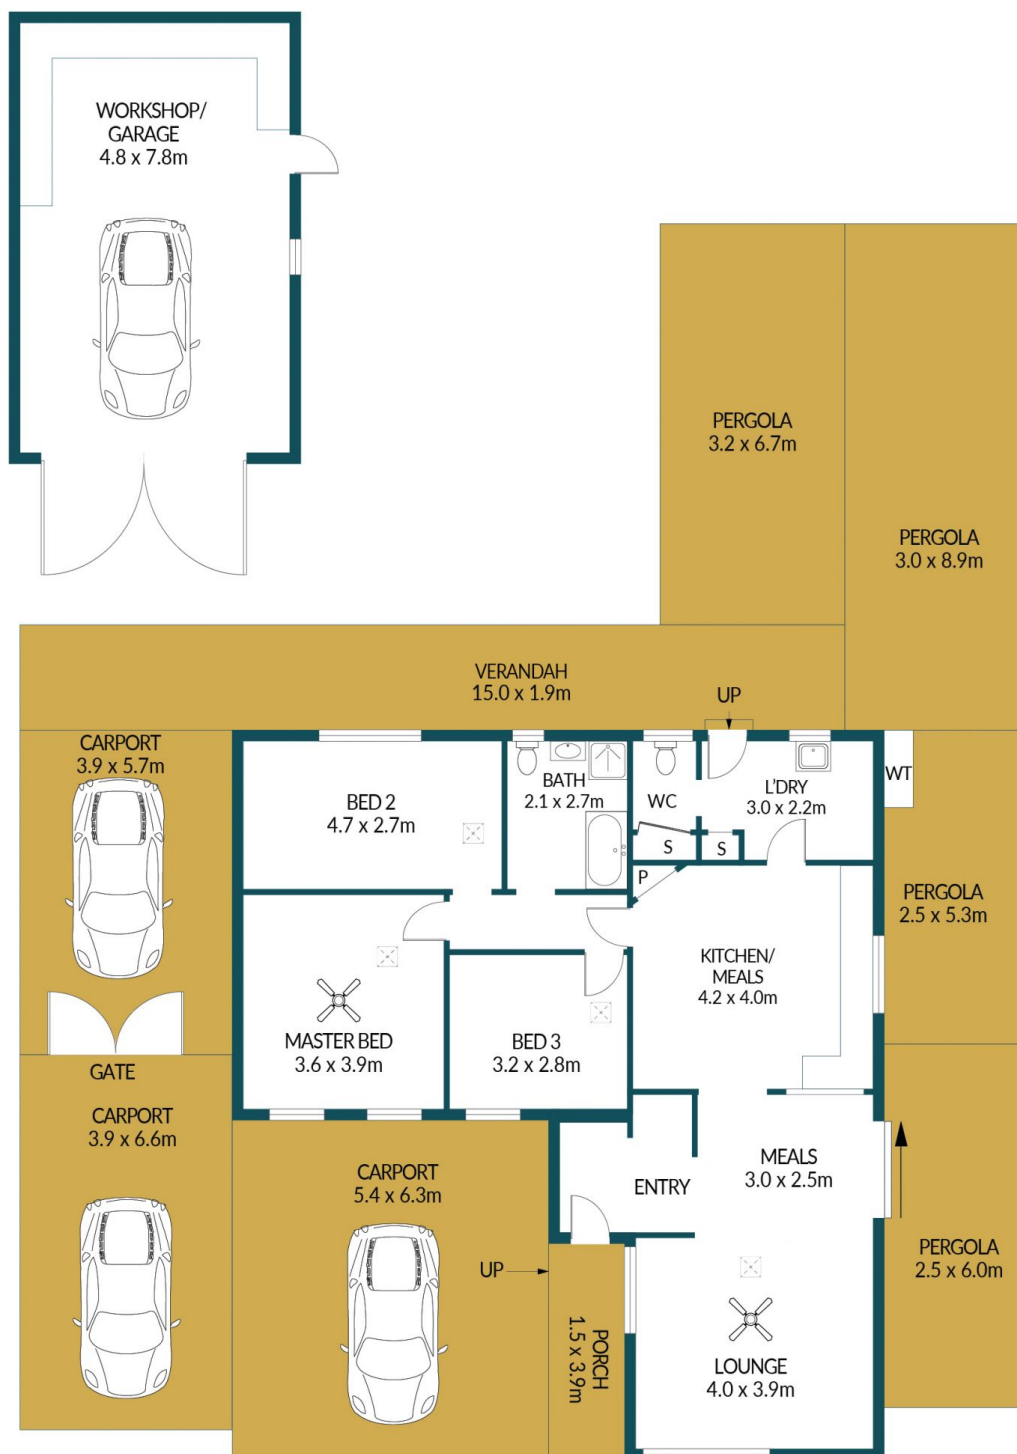 WORKSHOP/
GARAGE
4.8 x 7.8m
PERGOLA
3.2 x 6.7m
PERGOLA
3.0 x 8.9m
VERANDAH
15.0 x 1.9m
UP
CARPORT
3.9 x 5.7m
BED 2
4.7 x 2.7m
BATH
2.1 x 2.7m
WC
L'DRY
3.0 x 2.2m
WT
S
S
P
PERGOLA
2.5 x 5.3m
KITCHEN/
MEALS
4.2 x 4.0m
MASTER BED
3.6 x 3.9m
BED 3
3.2 x 2.8m
GATE
CARPORT
3.9 x 6.6m
CARPORT
5.4 x 6.3m
ENTRY
MEALS
3.0 x 2.5m
PERGOLA
2.5 x 6.0m
UP
PORCH
1.5 x 3.9m
LOUNGE
4.0 x 3.9m